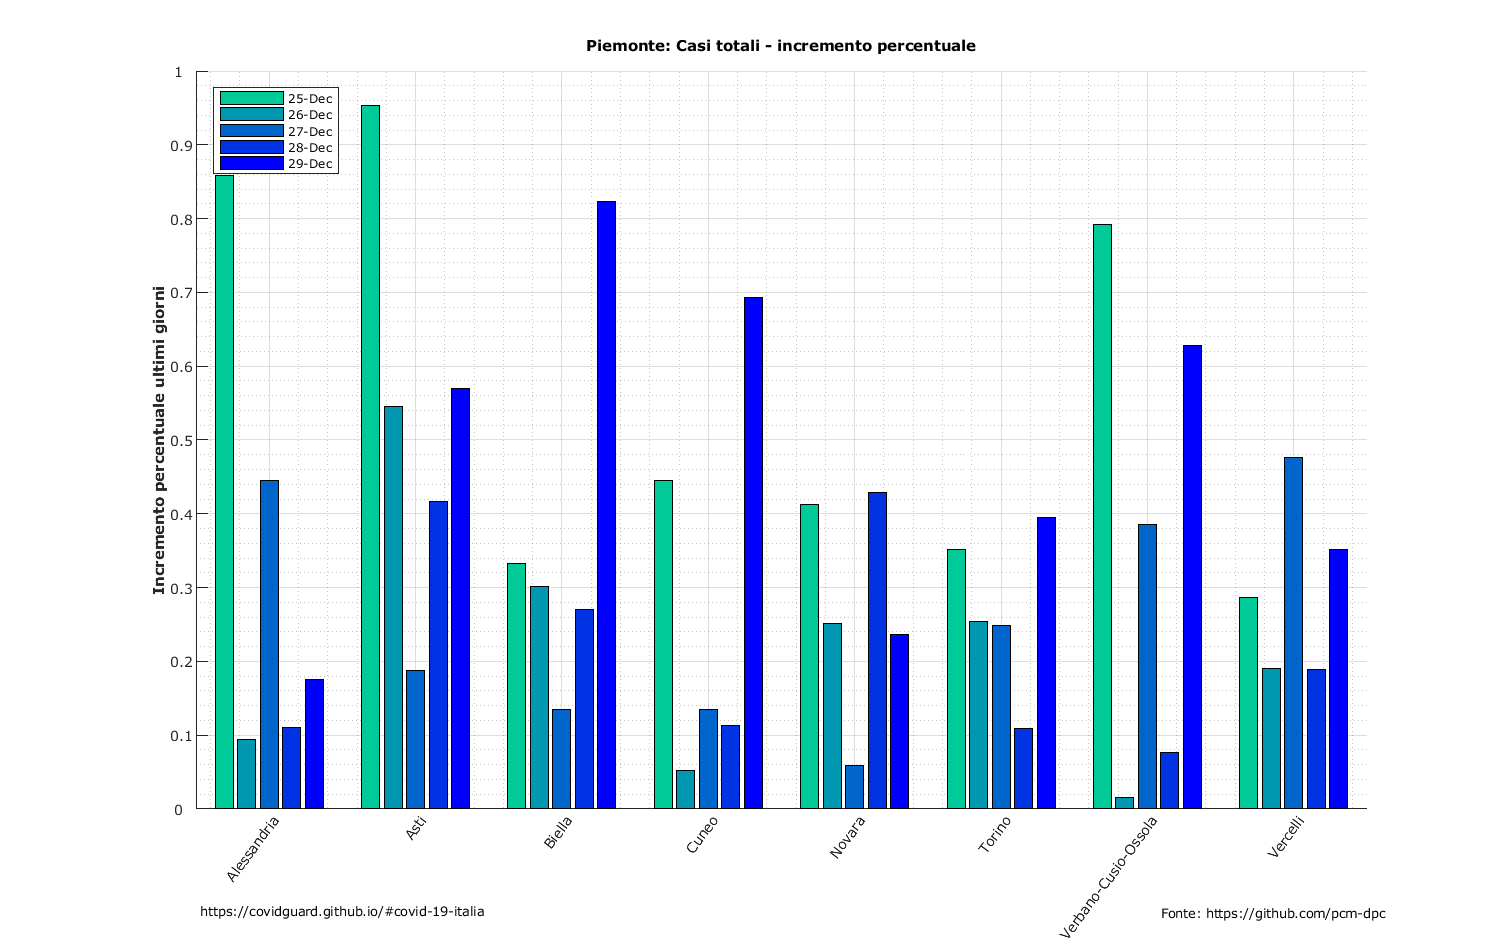 Piemonte: Casi totali - incremento percentuale
25-Dec
26-Dec
27-Dec
28-Dec
29-Dec
Incremento percentuale ultimi giorni
1
0.9
0.8
0.7
0.6
0.5
0.4
0.3
0.2
0.1
0
Alessandria
Asti
Biella
Cuneo
Novara
Torino
Verbano-Cusio-Ossola
Vercelli
https://covidguard.github.io/#covid-19-italia
Fonte: https://github.com/pcm-dpc